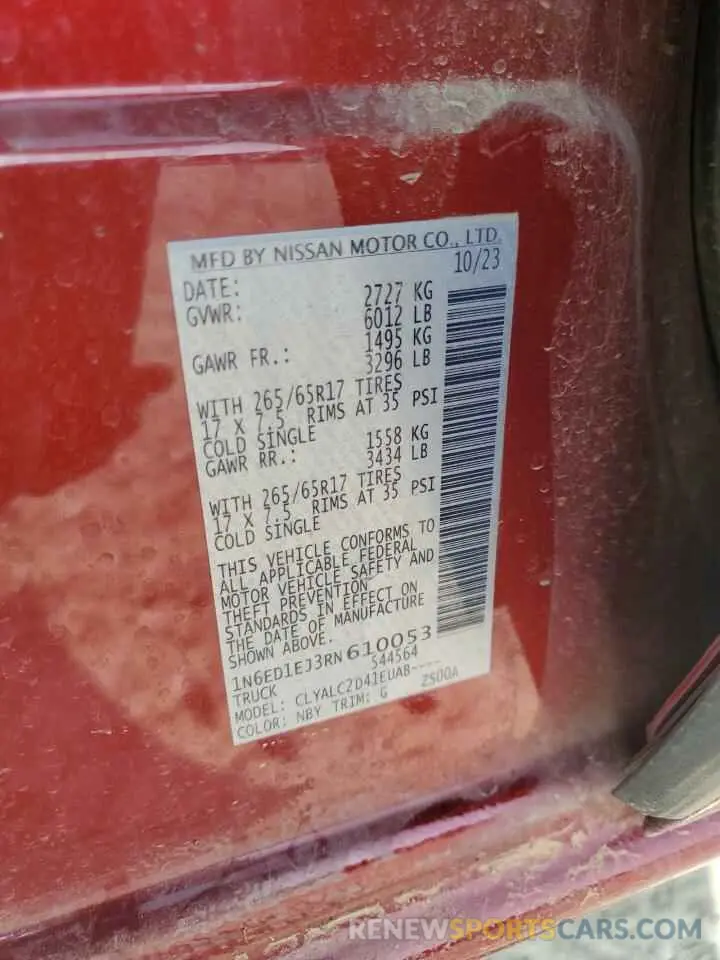 MFD BY NISSAN MOTOR CO., LTD.
DATE: 10/23
GVWR: 2727 KG
6012 LB
GAWR FR.: 1495 KG
3296 LB
WITH 265/65R17 TIRES
17 X 7.5 RIMS AT 35 PSI
COLD SINGLE
GAWR RR.: 1558 KG
3434 LB
WITH 265/65R17 TIRES
17 X 7.5 RIMS AT 35 PSI
COLD SINGLE
THIS VEHICLE CONFORMS TO
ALL APPLICABLE FEDERAL
MOTOR VEHICLE SAFETY AND
THEFT PREVENTION
STANDARDS IN EFFECT ON
THE DATE OF MANUFACTURE
SHOWN ABOVE.
1N6ED1EJ3RN610053
TRUCK 544564
MODEL: CLYALC2D41EUAB----
COLOR: NBY TRIM: G 2S00A
RENEWSPORTSCARS.COM